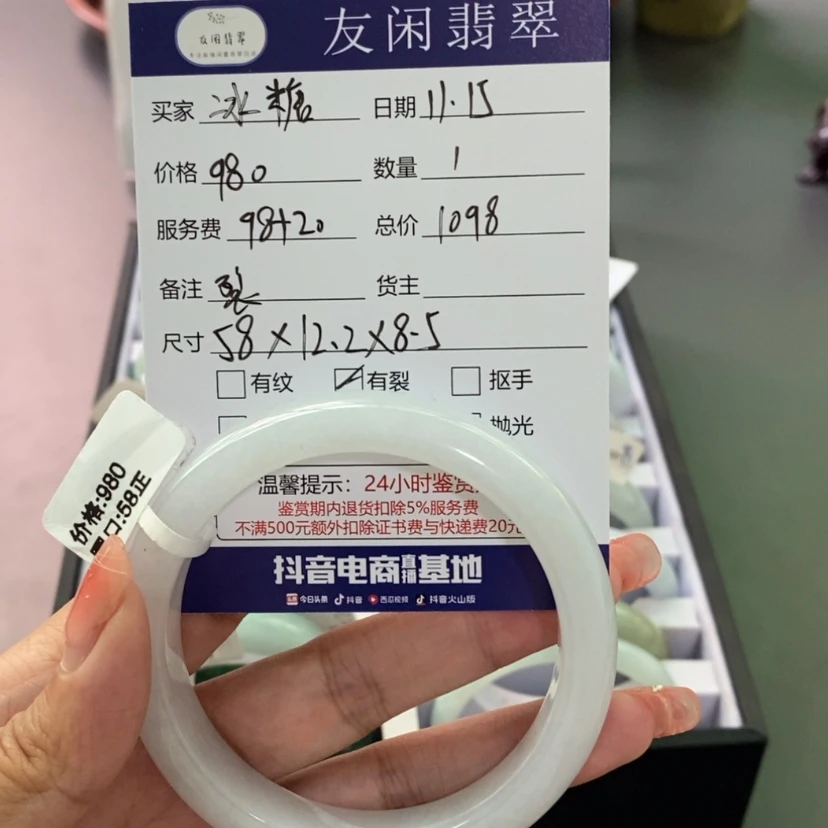 友闲翡翠
友闲翡翠
买家 冰糖 日期 11.15
价格 980 数量 1
服务费 98+20 总价 1098
备注 裂 货主
尺寸 58×12.2×8.5
有纹 有裂 抠手
抛光
温馨提示：24小时鉴赏
鉴赏期内退货扣除5%服务费
不满500元额外扣除证书费与快递费20元
抖音电商直播基地
今日头条 抖音 西瓜视频 抖音火山版
价格:980
圈口:58正